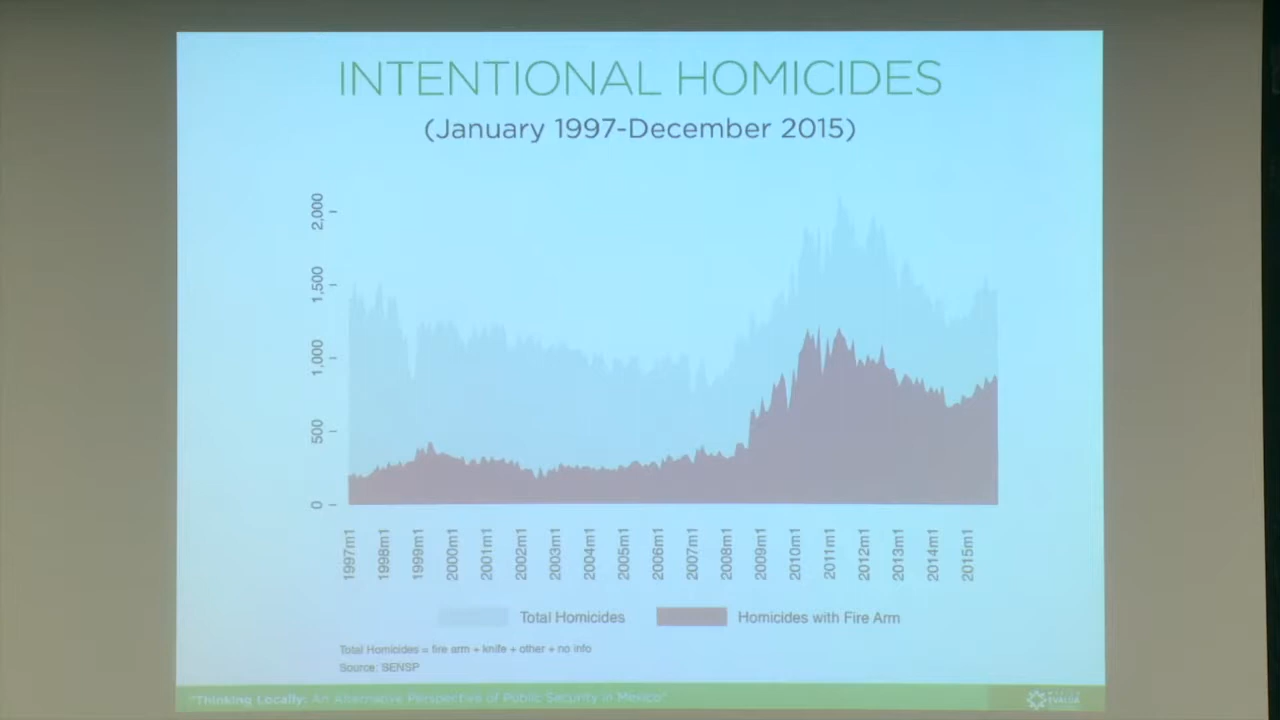 INTENTIONAL HOMICIDES
(January 1997-December 2015)
2,000
1,500
1,000
500
0
1997m1
1998m1
1999m1
2000m1
2001m1
2002m1
2003m1
2004m1
2005m1
2006m1
2007m1
2008m1
2009m1
2010m1
2011m1
2012m1
2013m1
2014m1
2015m1
Total Homicides
Homicides with Fire Arm
Total Homicides = fire arm + knife + other + no info
Source: SENSP
"Thinking Locally: An Alternative Perspective of Public Security in Mexico"
EVALÚA